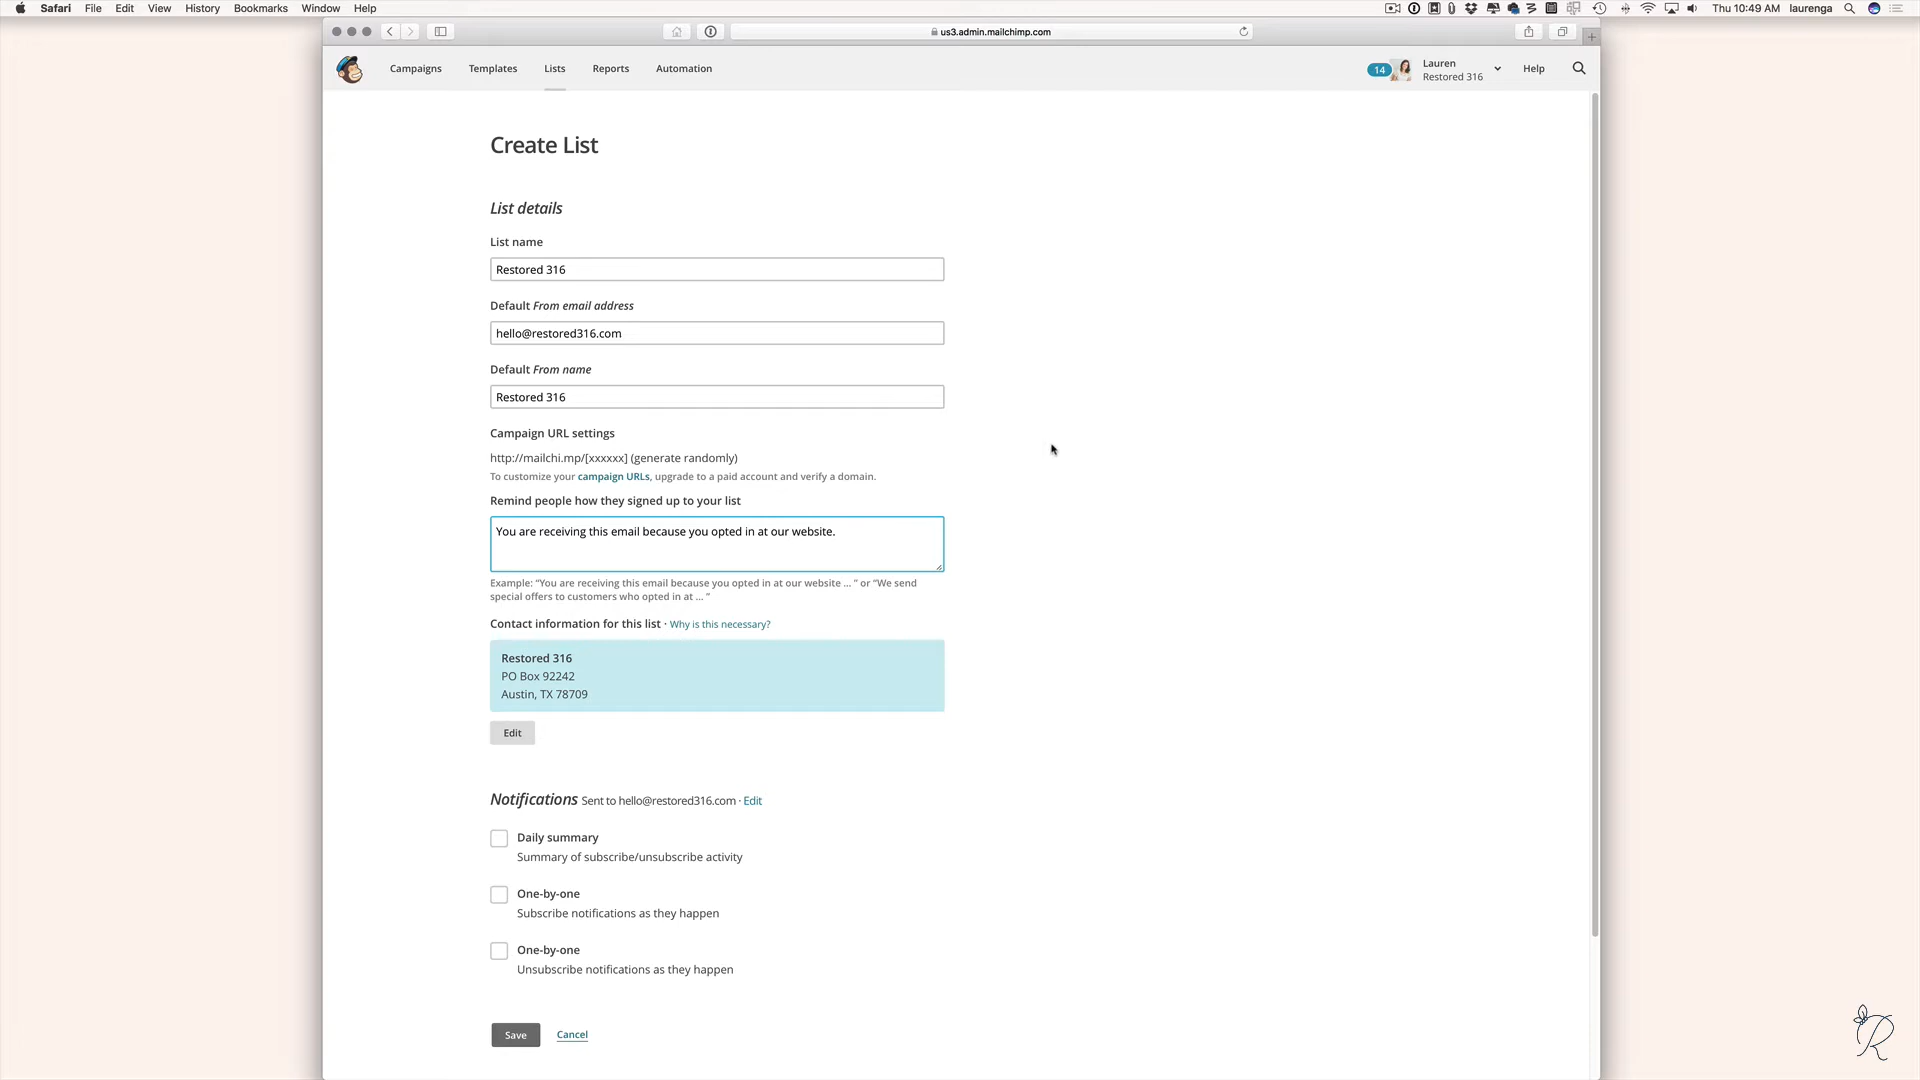 Safari File Edit View History Bookmarks Window Help
Thu 10:49 AM laurenga
us3.admin.mailchimp.com
Campaigns Templates Lists Reports Automation
14 Lauren
Restored 316
Help
Create List
List details
List name
Restored 316
Default From email address
hello@restored316.com
Default From name
Restored 316
Campaign URL settings
http://mailchi.mp/[xxxxxx] (generate randomly)
To customize your campaign URLs, upgrade to a paid account and verify a domain.
Remind people how they signed up to your list
You are receiving this email because you opted in at our website.
Example: “You are receiving this email because you opted in at our website ... ” or “We send
special offers to customers who opted in at ... ”
Contact information for this list · Why is this necessary?
Restored 316
PO Box 92242
Austin, TX 78709
Edit
Notifications Sent to hello@restored316.com · Edit
Daily summary
Summary of subscribe/unsubscribe activity
One-by-one
Subscribe notifications as they happen
One-by-one
Unsubscribe notifications as they happen
Save Cancel
R